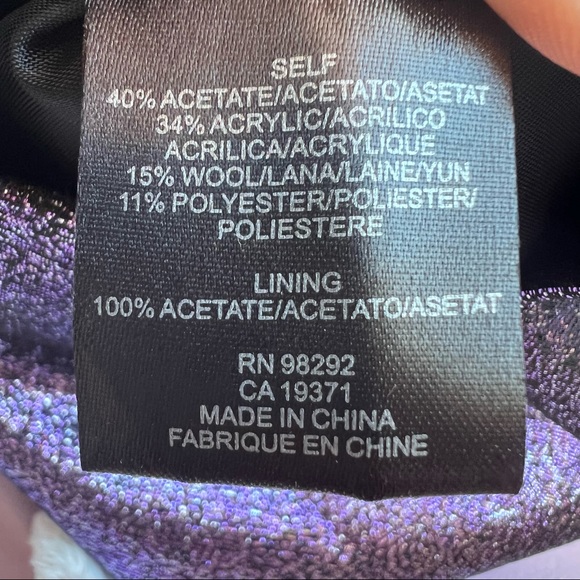 SELF
40% ACETATE/ACETATO/ASETAT
34% ACRYLIC/ACRILICO
ACRILICA/ACRYLIQUE
15% WOOL/LANA/LAINE/YUN
11% POLYESTER/POLIESTER/
POLIESTERE
LINING
100% ACETATE/ACETATO/ASETAT
RN 98292
CA 19371
MADE IN CHINA
FABRIQUE EN CHINE